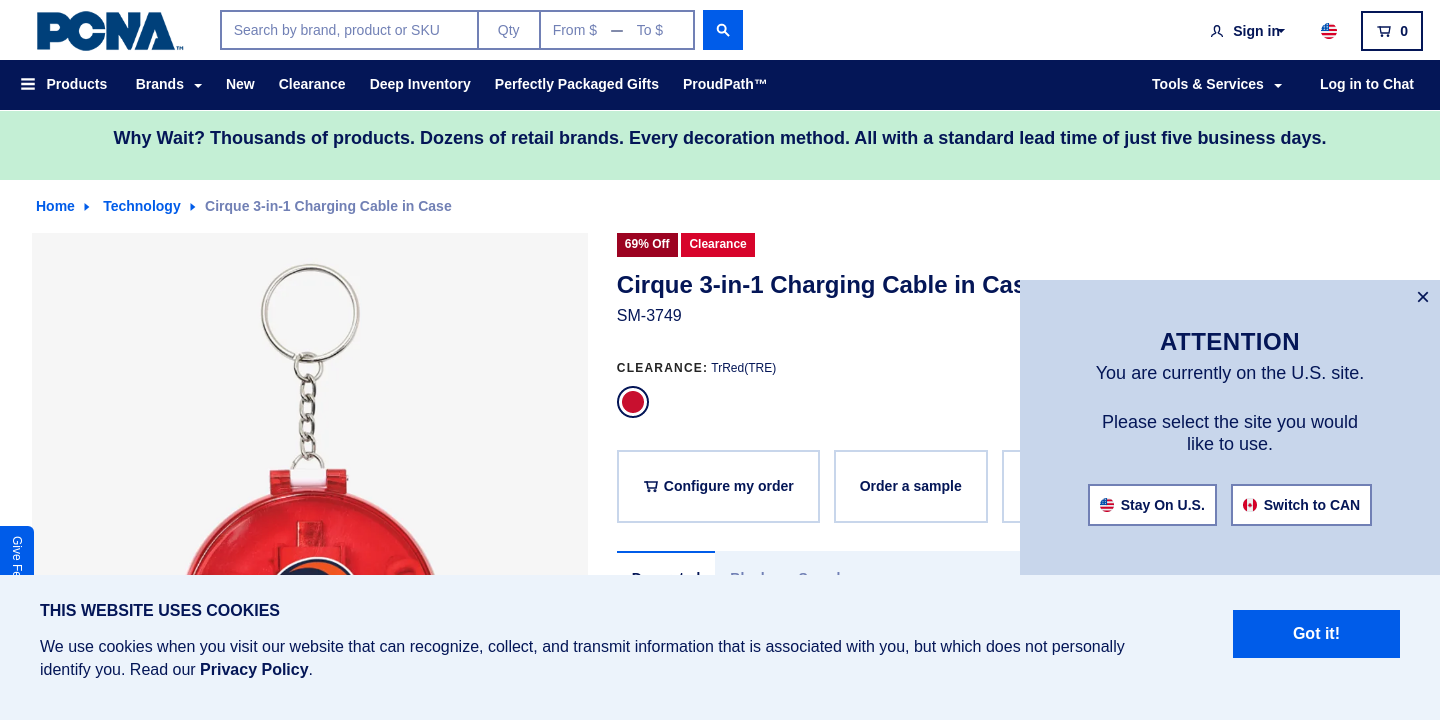 PCNA™
Search by brand, product or SKU
Qty
From $ — To $
Sign in
0
Products
Brands
New
Clearance
Deep Inventory
Perfectly Packaged Gifts
ProudPath™
Tools & Services
Log in to Chat
Why Wait? Thousands of products. Dozens of retail brands. Every decoration method. All with a standard lead time of just five business days.
Home
Technology
Cirque 3-in-1 Charging Cable in Case
69% Off
Clearance
Cirque 3-in-1 Charging Cable in Cas
SM-3749
CLEARANCE: TrRed(TRE)
Configure my order
Order a sample
×
ATTENTION
You are currently on the U.S. site.
Please select the site you would
like to use.
Stay On U.S.
Switch to CAN
Give Fe
THIS WEBSITE USES COOKIES
We use cookies when you visit our website that can recognize, collect, and transmit information that is associated with you, but which does not personally
identify you. Read our Privacy Policy.
Got it!